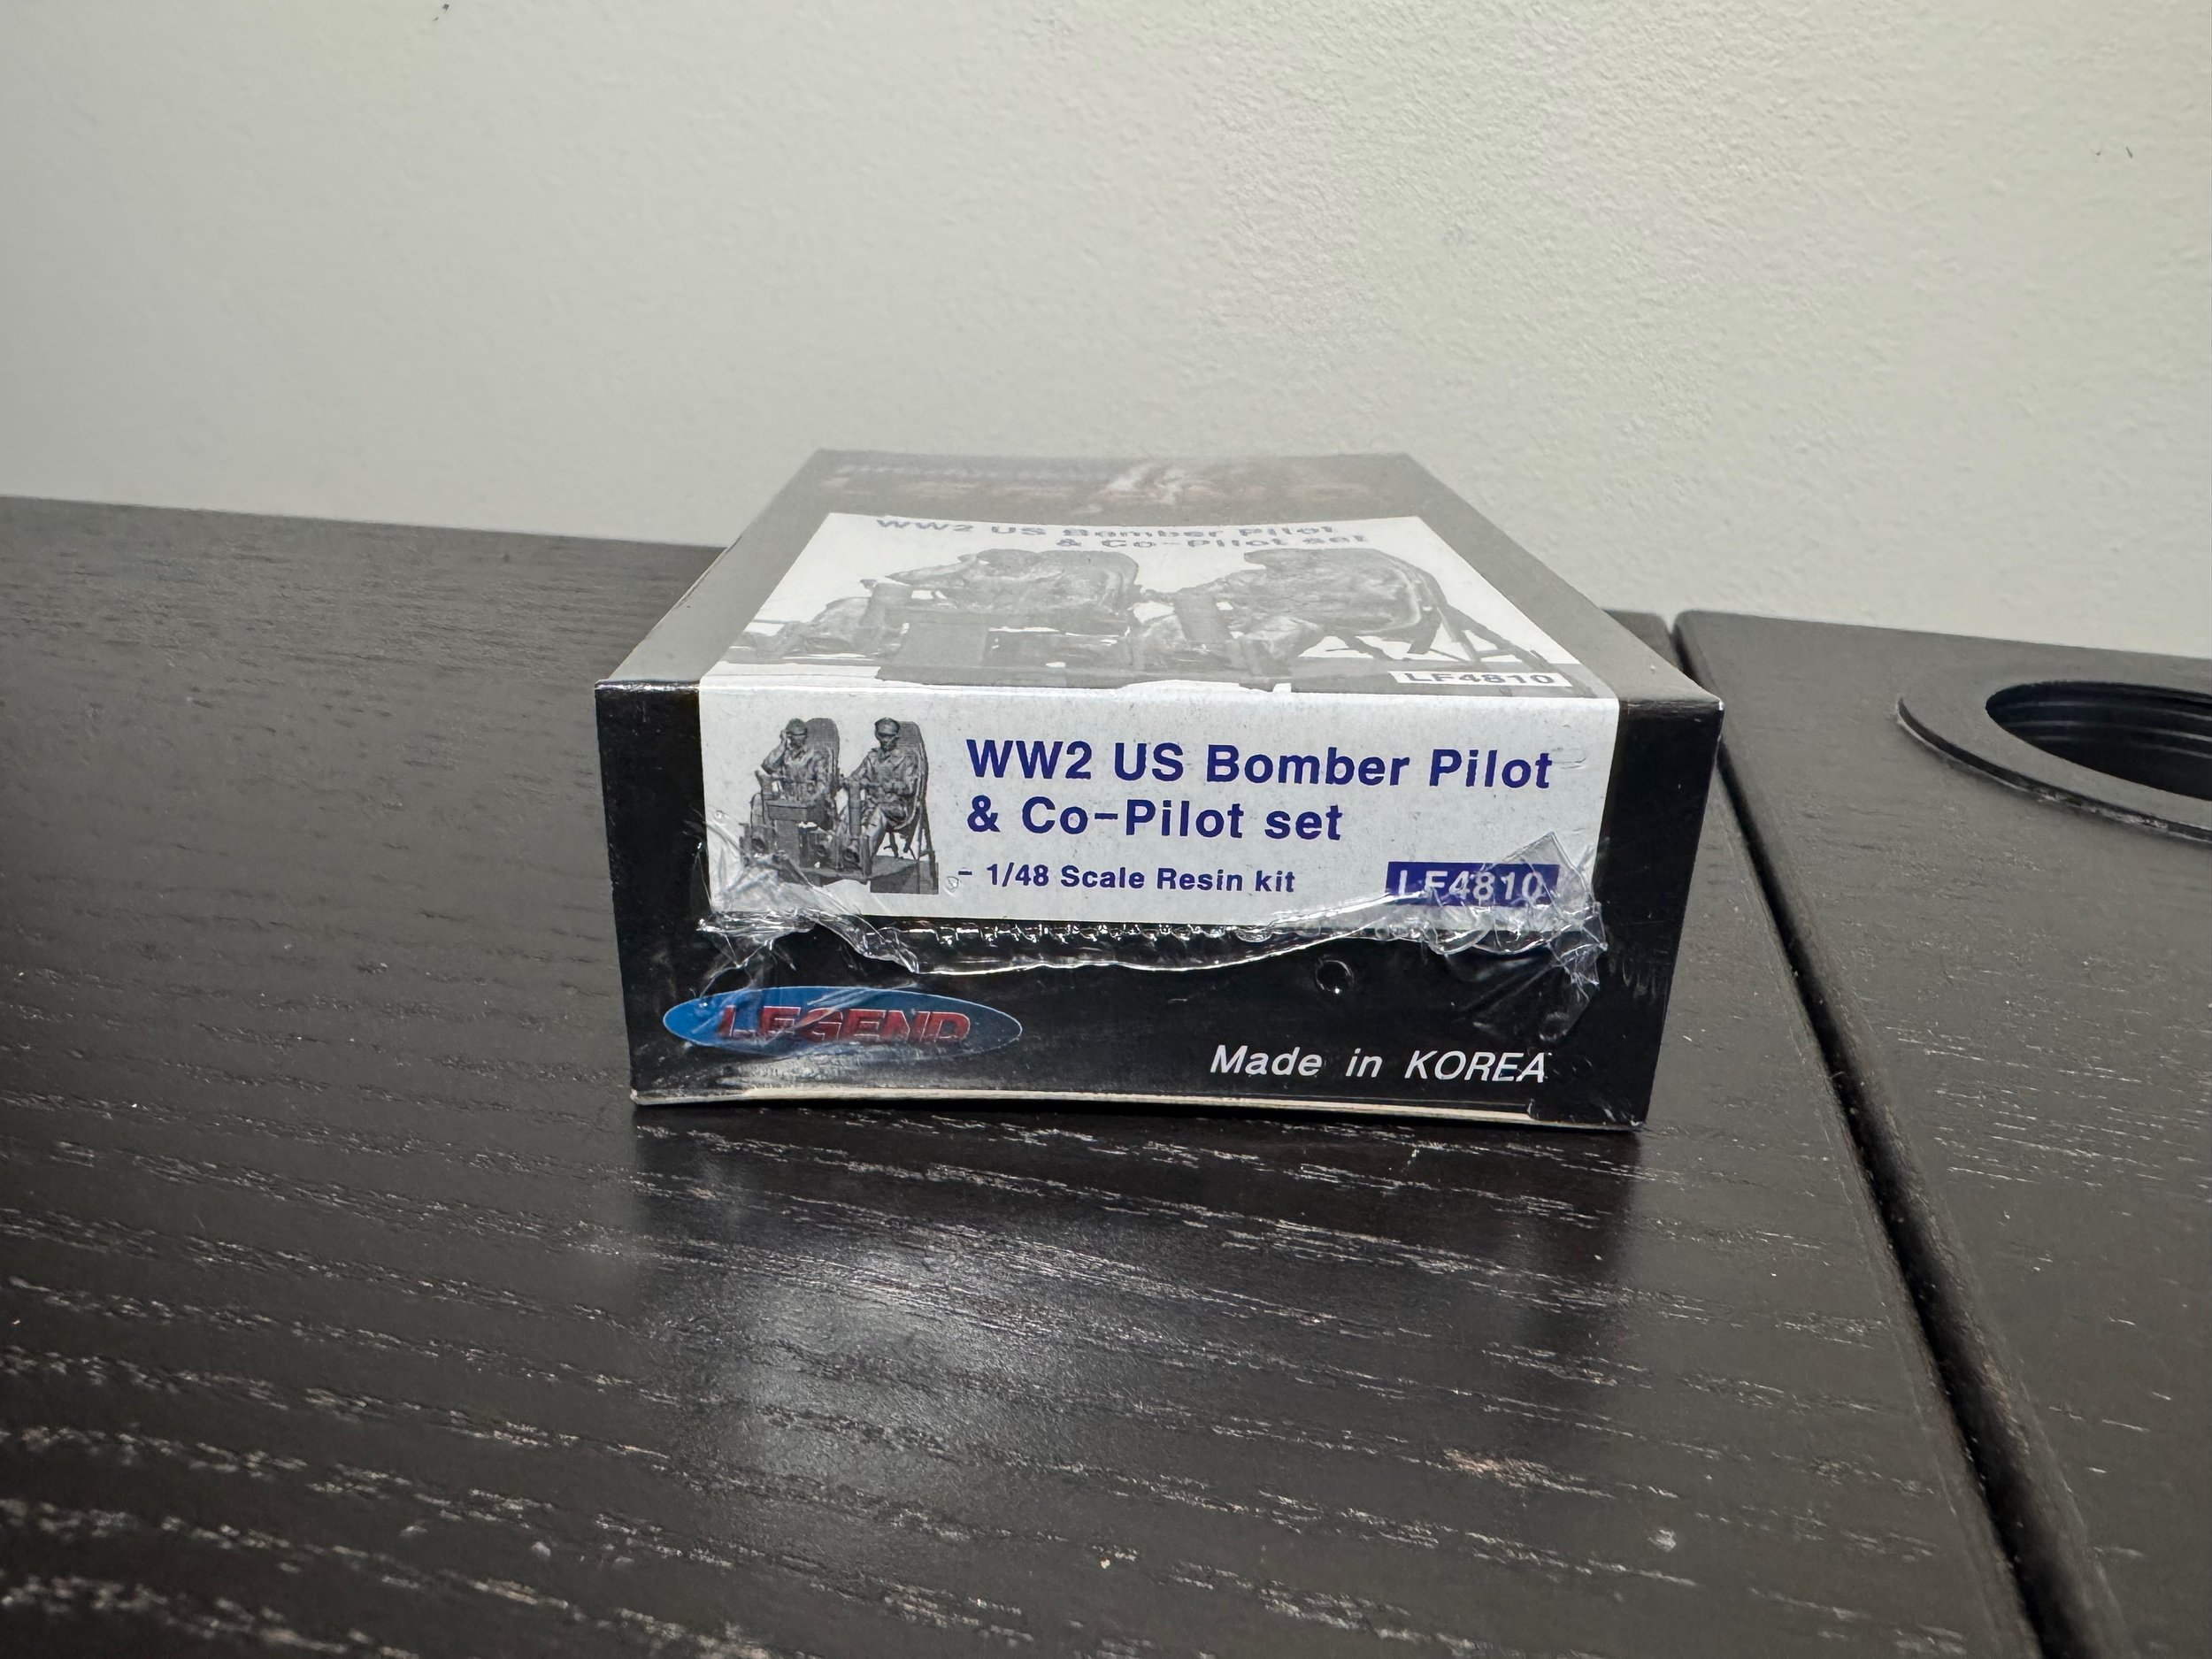 WW2 US Bomber Pilot
& Co-Pilot set
LF4810
WW2 US Bomber Pilot
& Co-Pilot set
- 1/48 Scale Resin kit
LF4810
LEGEND
Made in KOREA